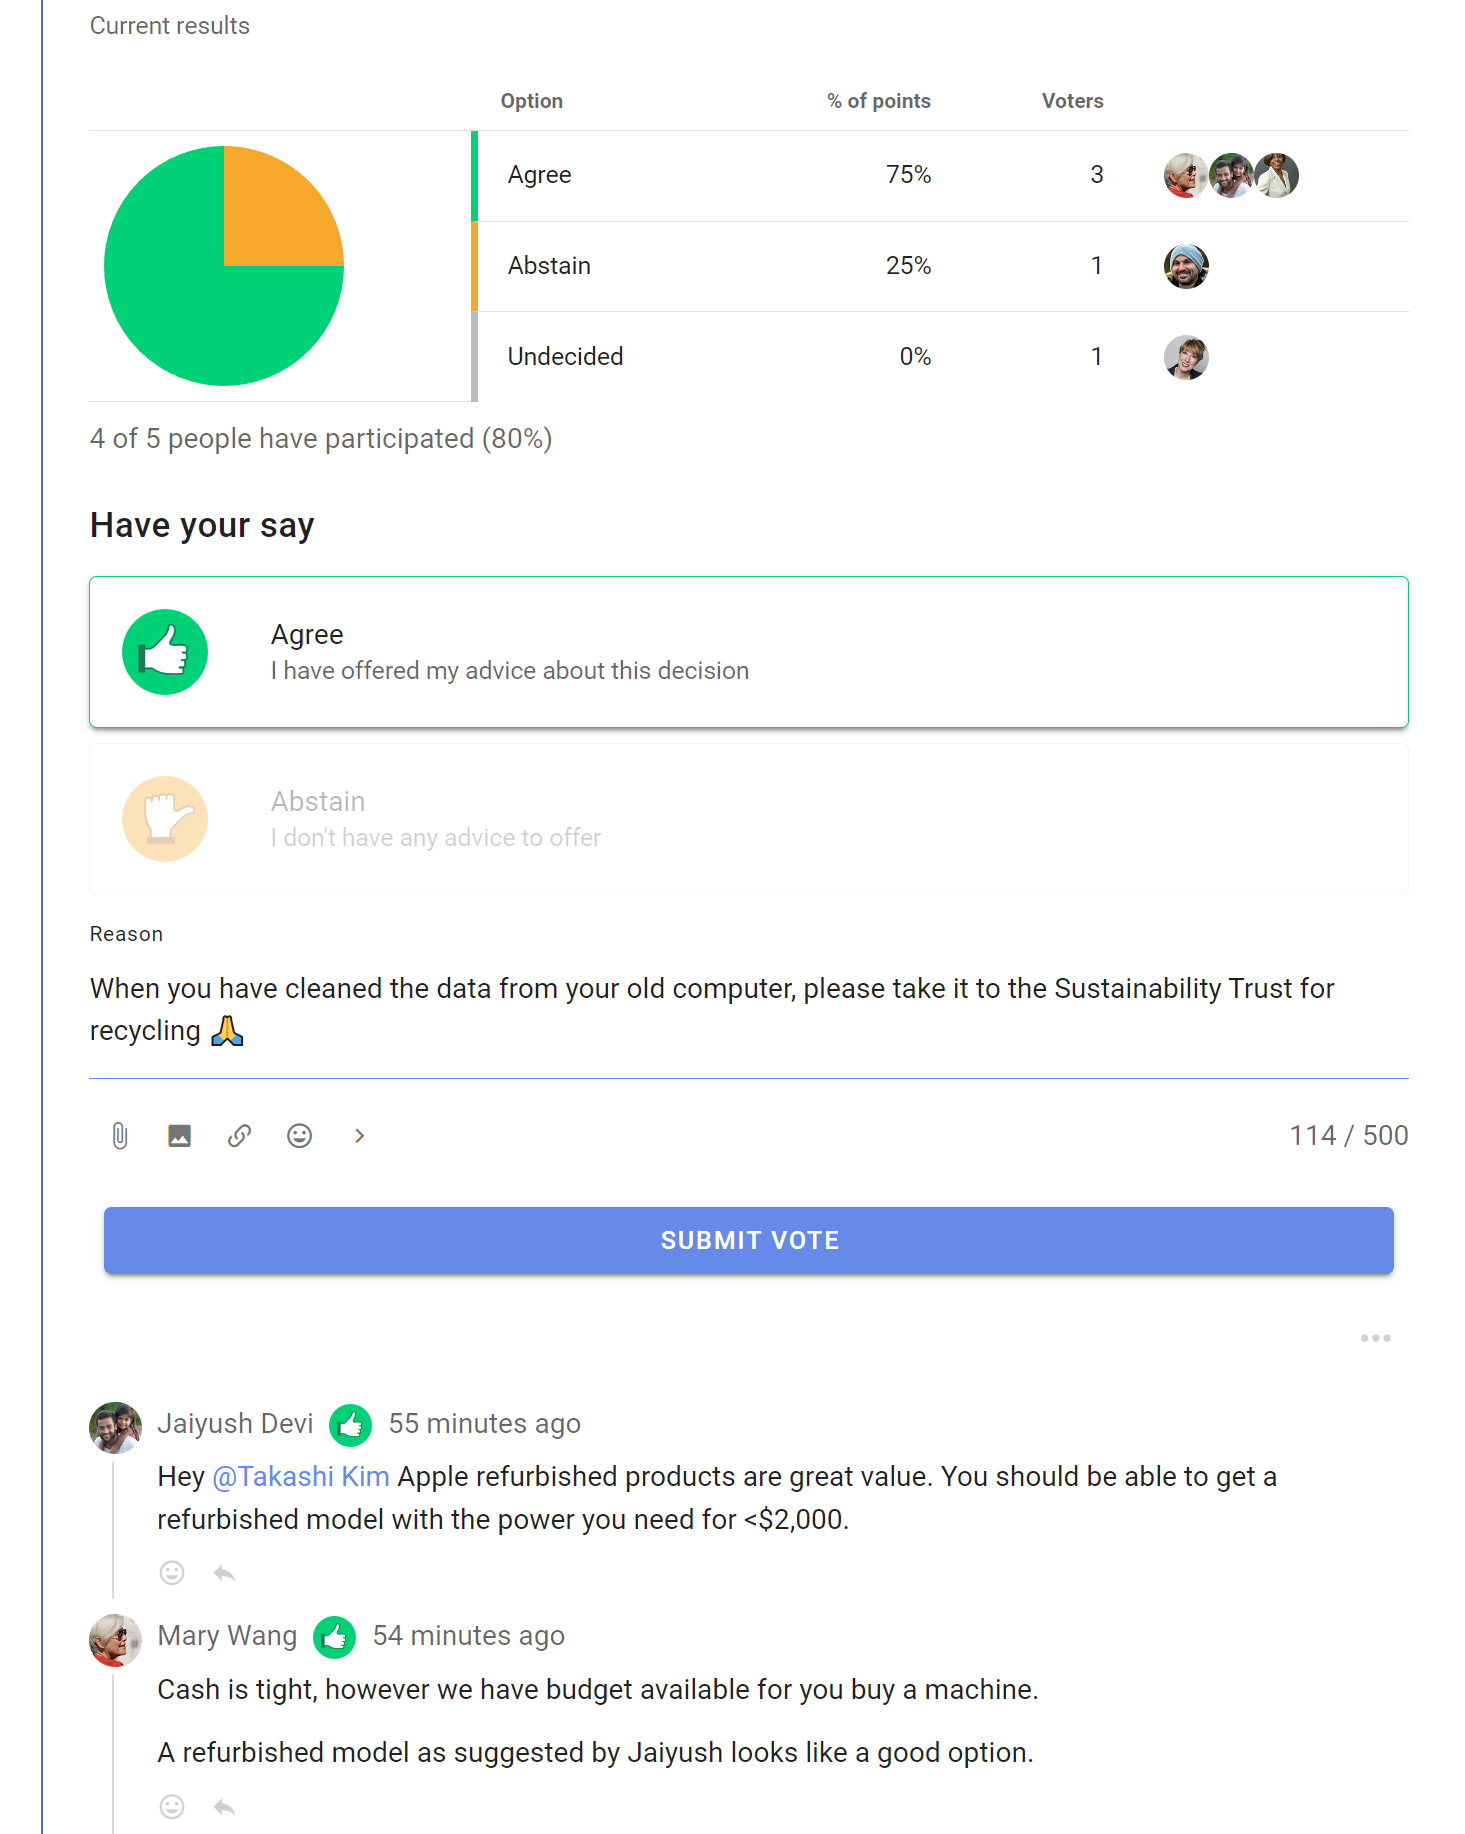 Current results
Option % of points Voters
Agree 75% 3
Abstain 25% 1
Undecided 0% 1
4 of 5 people have participated (80%)
Have your say
Agree
I have offered my advice about this decision
Abstain
I don't have any advice to offer
Reason
When you have cleaned the data from your old computer, please take it to the Sustainability Trust for
recycling 🙏
114 / 500
SUBMIT VOTE
Jaiyush Devi 55 minutes ago
Hey @Takashi Kim Apple refurbished products are great value. You should be able to get a
refurbished model with the power you need for <$2,000.
Mary Wang 54 minutes ago
Cash is tight, however we have budget available for you buy a machine.
A refurbished model as suggested by Jaiyush looks like a good option.